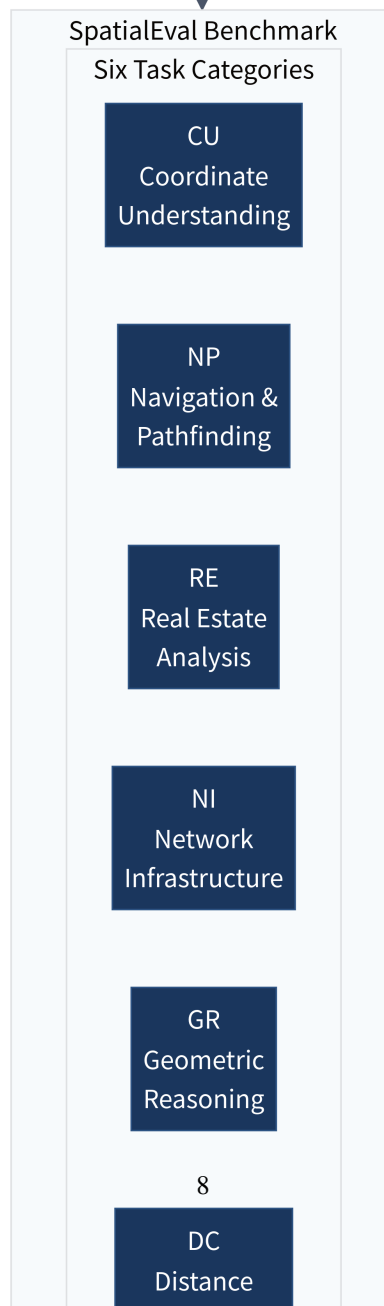 SpatialEval Benchmark
Six Task Categories
CU
Coordinate
Understanding
NP
Navigation &
Pathfinding
RE
Real Estate
Analysis
NI
Network
Infrastructure
GR
Geometric
Reasoning
8
DC
Distance